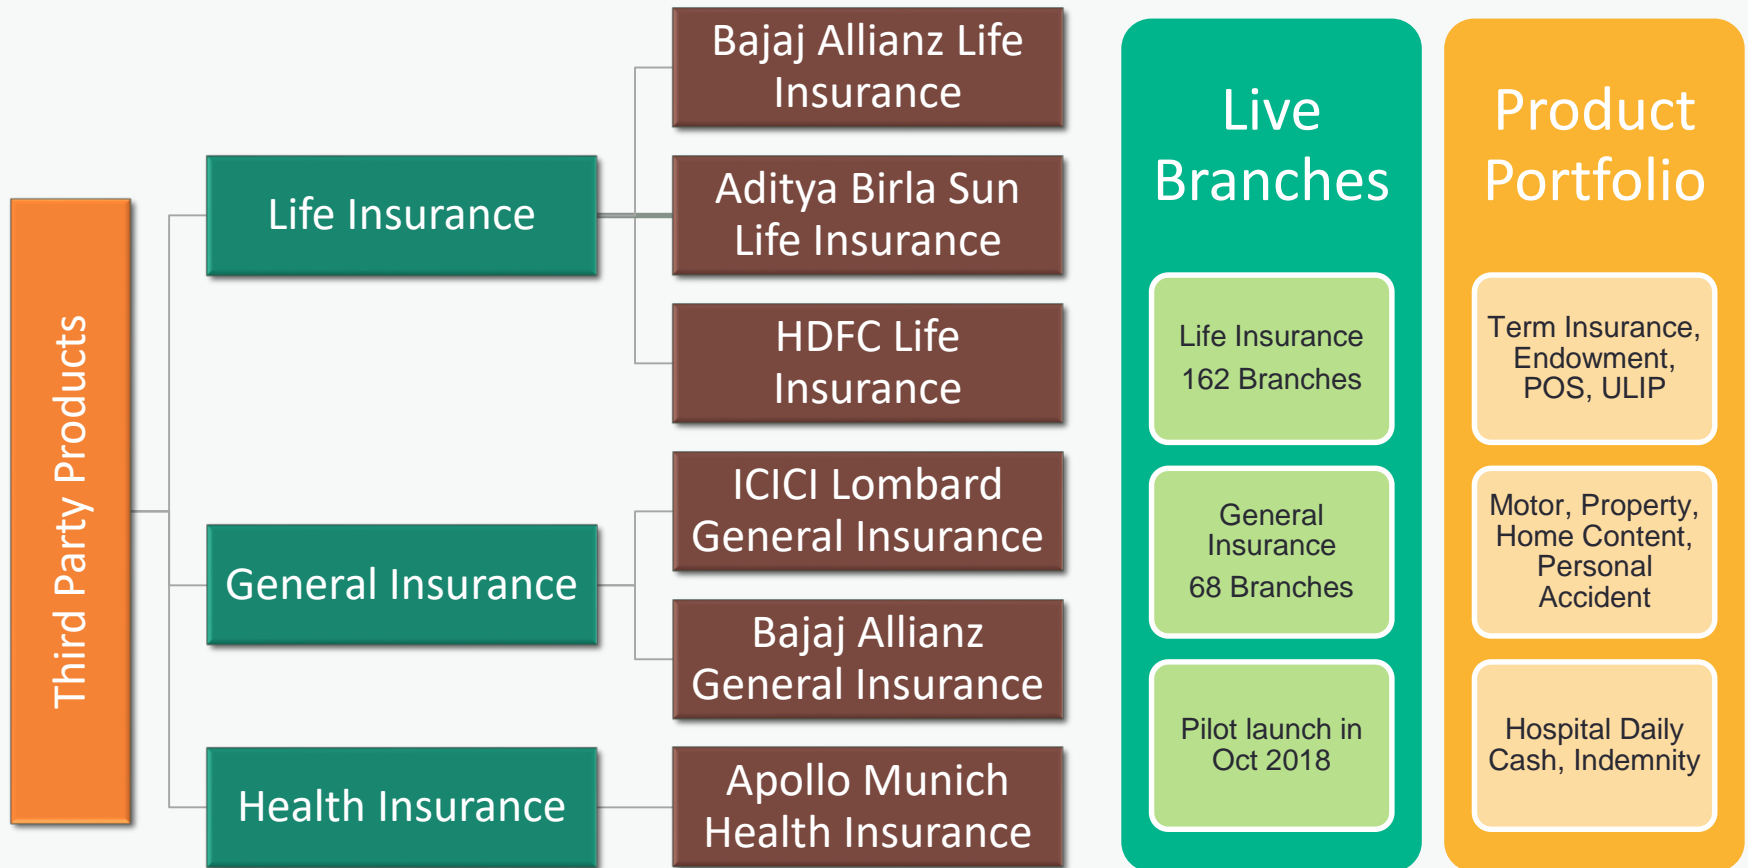 Third Party Products
Life Insurance
General Insurance
Health Insurance
Bajaj Allianz Life
Insurance
Aditya Birla Sun
Life Insurance
HDFC Life
Insurance
ICICI Lombard
General Insurance
Bajaj Allianz
General Insurance
Apollo Munich
Health Insurance
Live
Branches
Life Insurance
162 Branches
General
Insurance
68 Branches
Pilot launch in
Oct 2018
Product
Portfolio
Term Insurance,
Endowment,
POS, ULIP
Motor, Property,
Home Content,
Personal
Accident
Hospital Daily
Cash, Indemnity